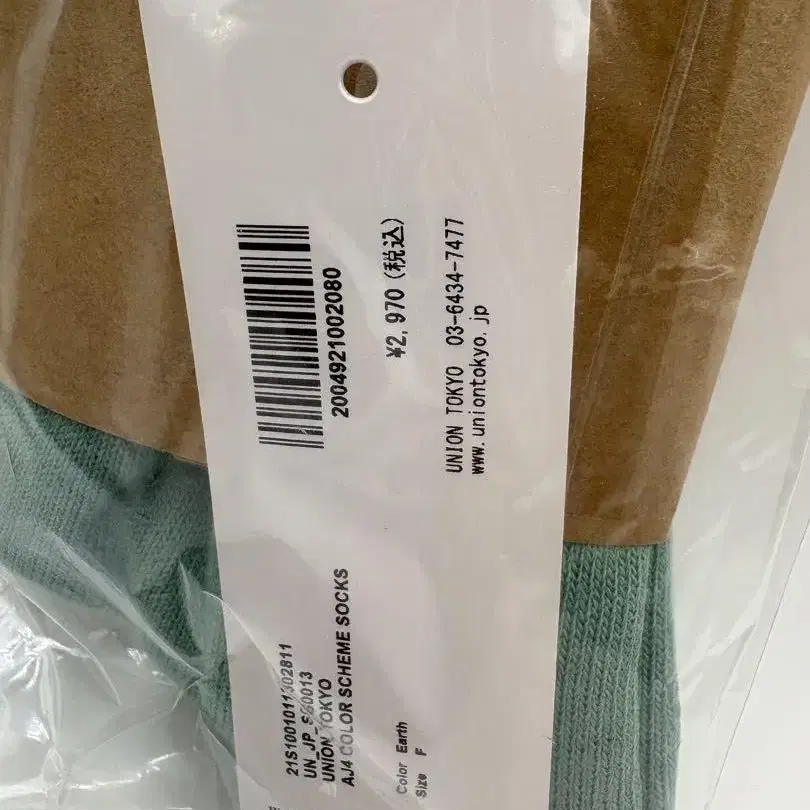 21S1001011302811
UN_JP_S60013
UNION TOKYO
AJ4 COLOR SCHEME SOCKS
Color Earth
Size F
2004921002080
¥2,970 (税込)
UNION TOKYO 03-6434-7477
www.uniontokyo.jp